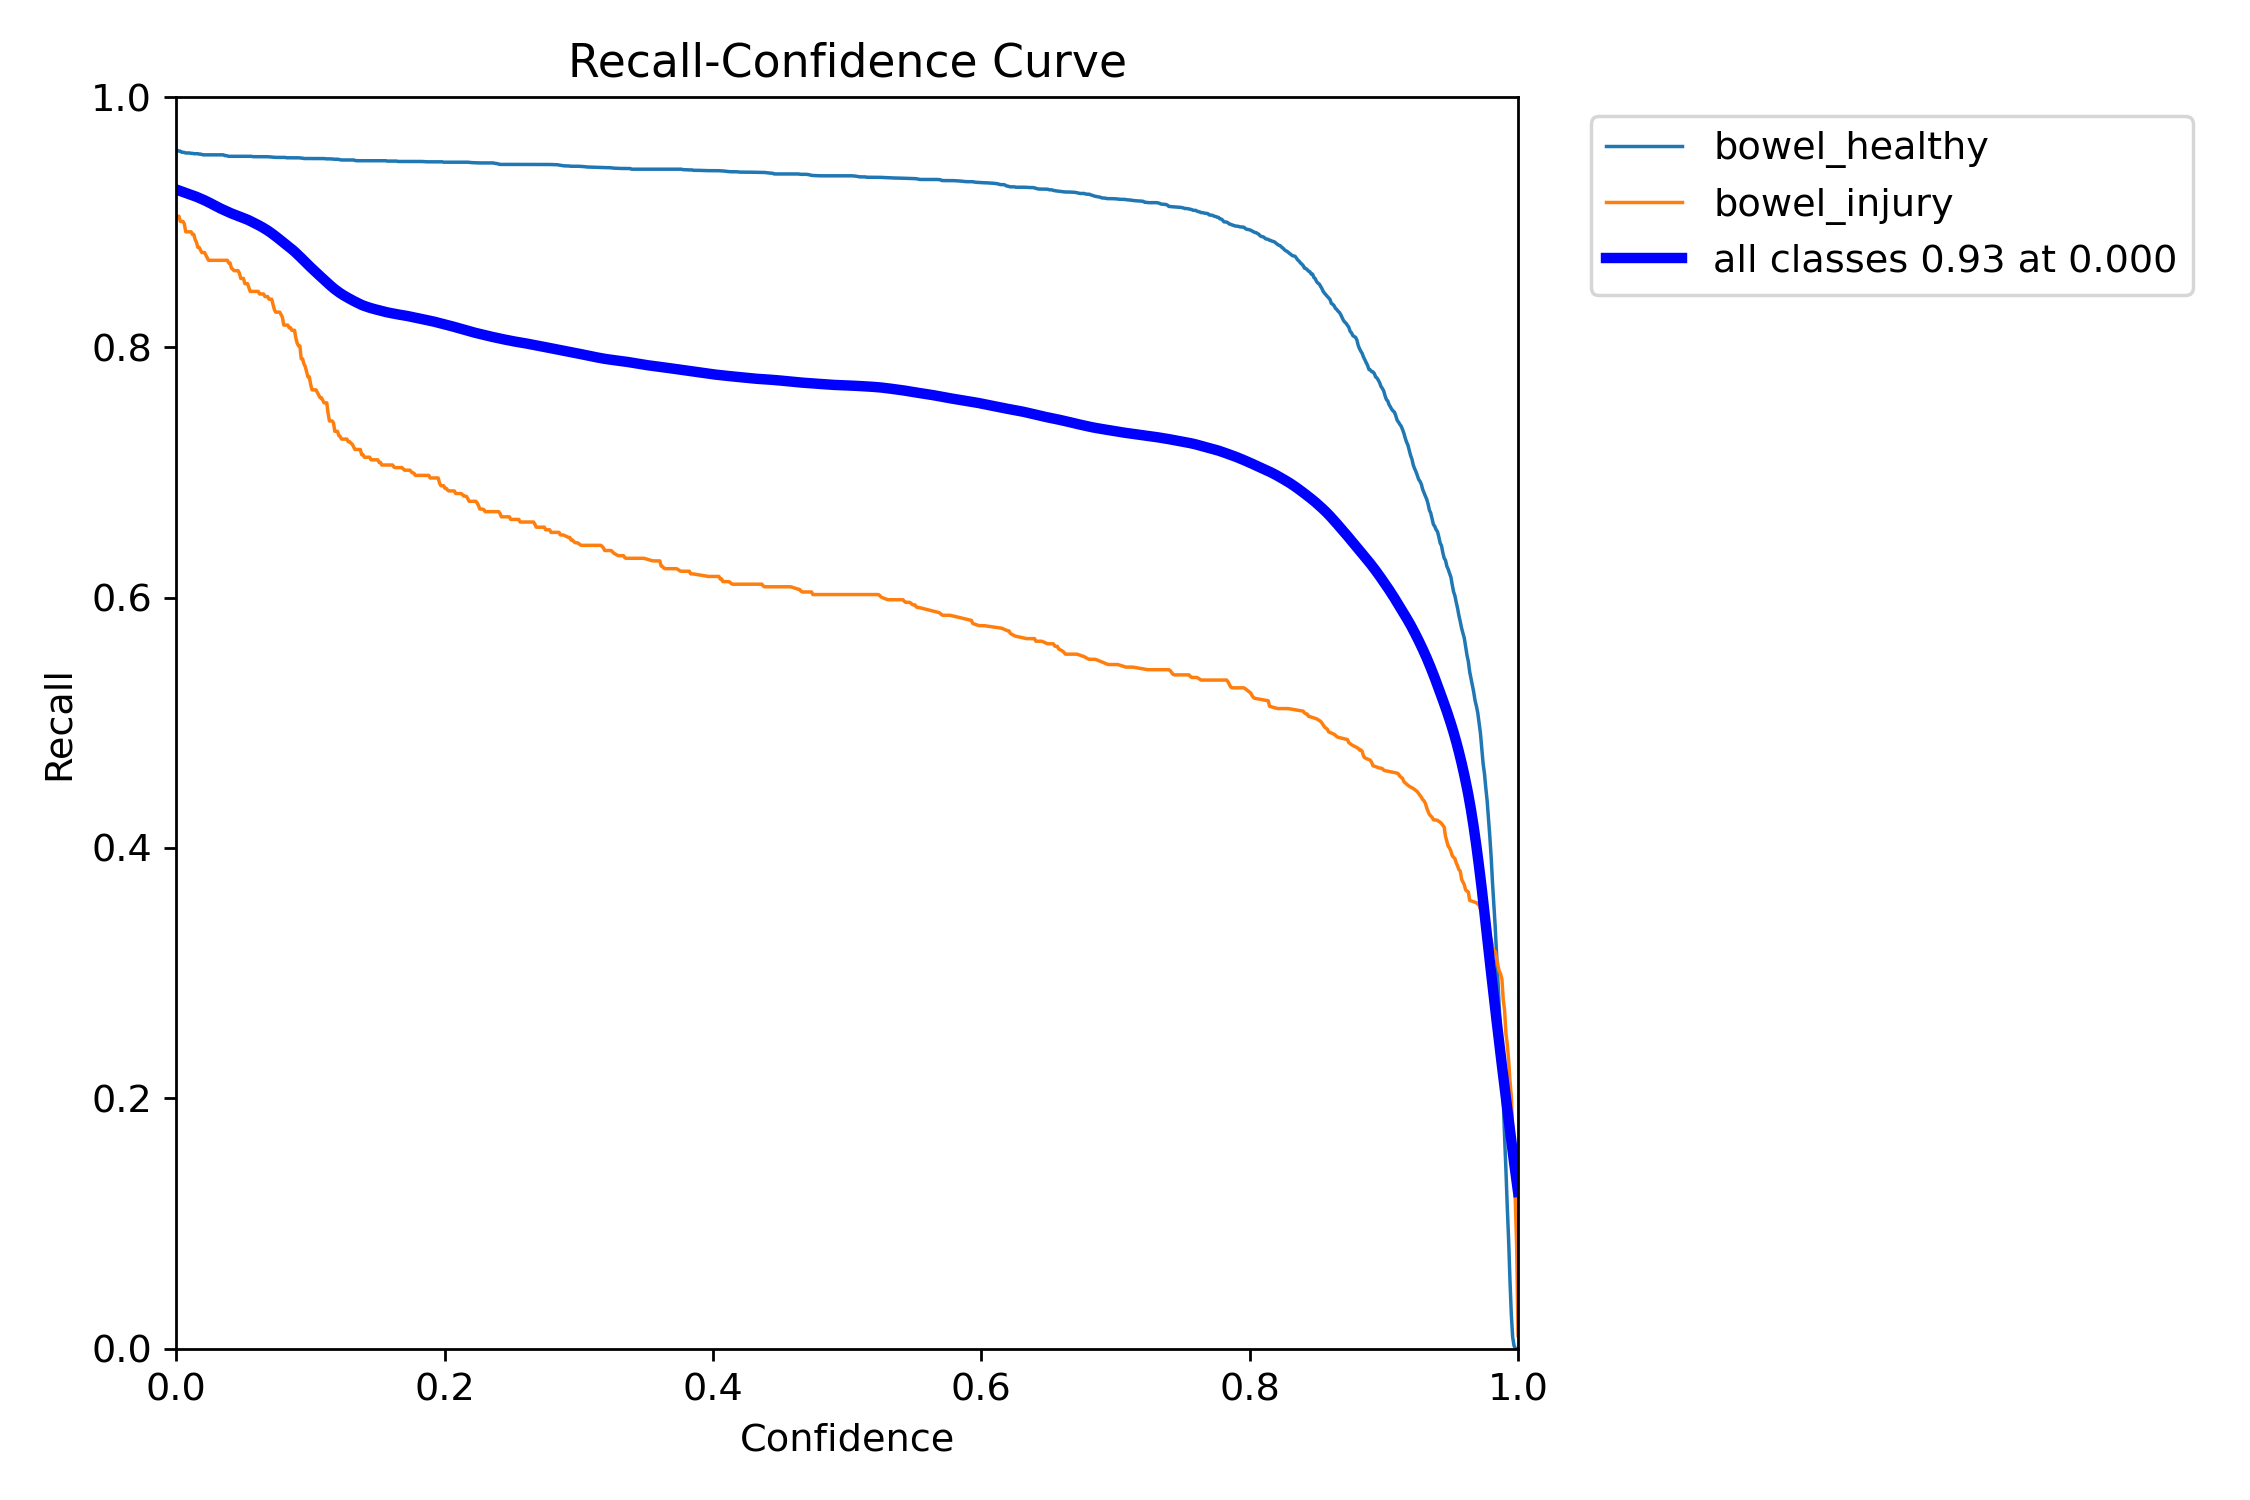 Recall-Confidence Curve
1.0
0.8
0.6
0.4
0.2
0.0
Recall
0.0 0.2 0.4 0.6 0.8 1.0
Confidence
bowel_healthy
bowel_injury
all classes 0.93 at 0.000